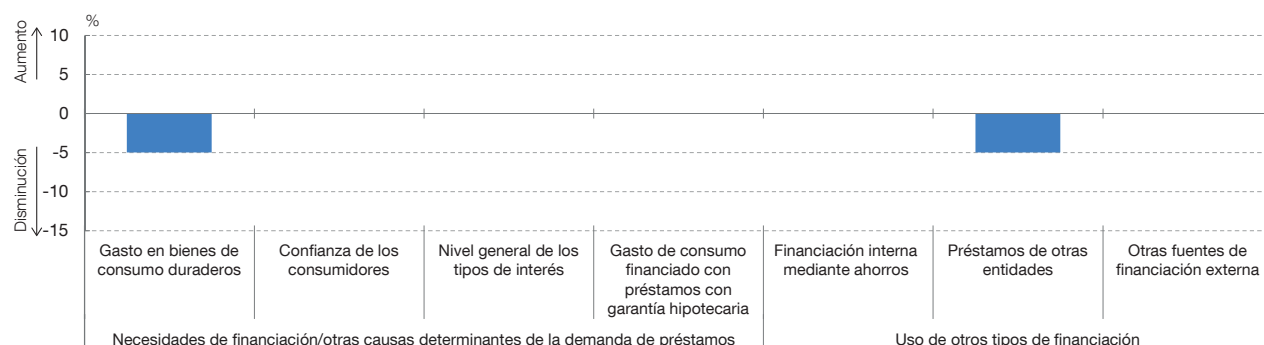 %
Aumento
Disminución
10
5
0
-5
-10
-15
Gasto en bienes de
consumo duraderos
Confianza de los
consumidores
Nivel general de los
tipos de interés
Gasto de consumo
financiado con
préstamos con
garantía hipotecaria
Financiación interna
mediante ahorros
Préstamos de otras
entidades
Otras fuentes de
financiación externa
Necesidades de financiación/otras causas determinantes de la demanda de préstamos
Uso de otros tipos de financiación